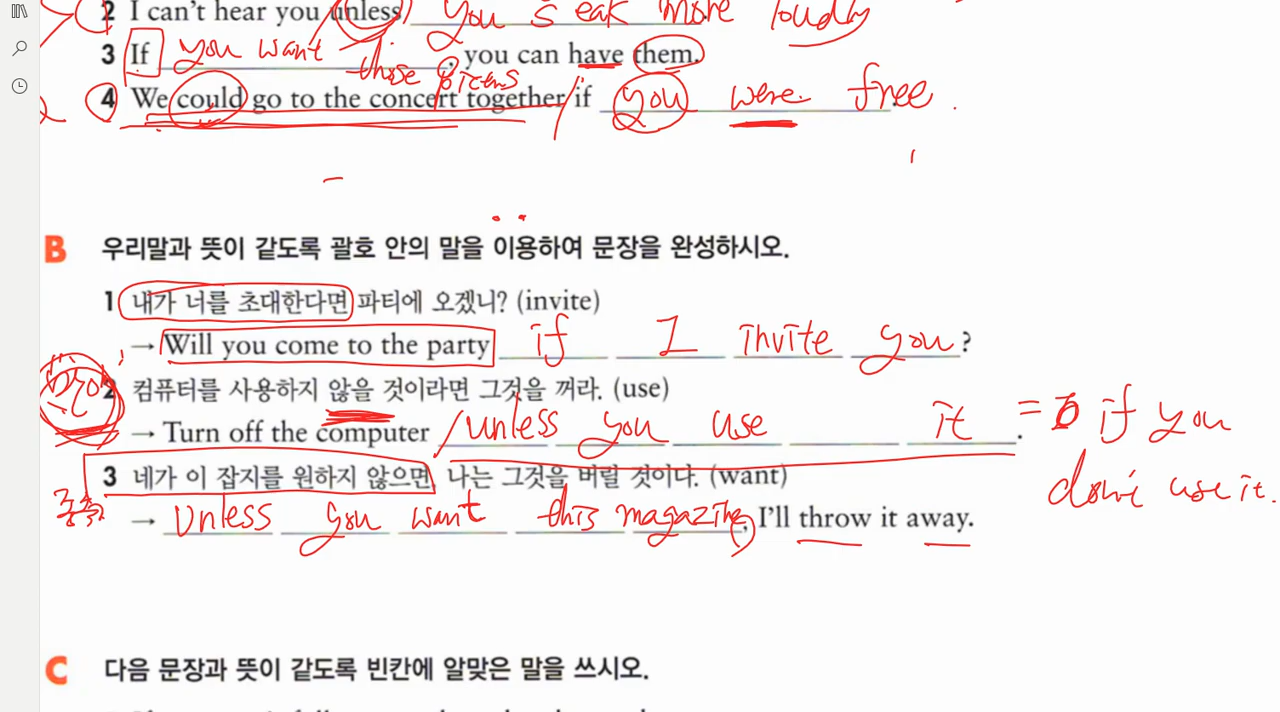 2 I can't hear you unless you s eak more loudly
3 If you want those , you can have them.
4 We could go to the concert together if you were free.
B 우리말과 뜻이 같도록 괄호 안의 말을 이용하여 문장을 완성하시오.
1 내가 너를 초대한다면 파티에 오겠니? (invite)
→ Will you come to the party if I invite you?
2 컴퓨터를 사용하지 않을 것이라면 그것을 꺼라. (use)
→ Turn off the computer unless you use it. = if you
don't use it.
3 네가 이 잡지를 원하지 않으면, 나는 그것을 버릴 것이다. (want)
→ Unless you want this magazine, I'll throw it away.
C 다음 문장과 뜻이 같도록 빈칸에 알맞은 말을 쓰시오.